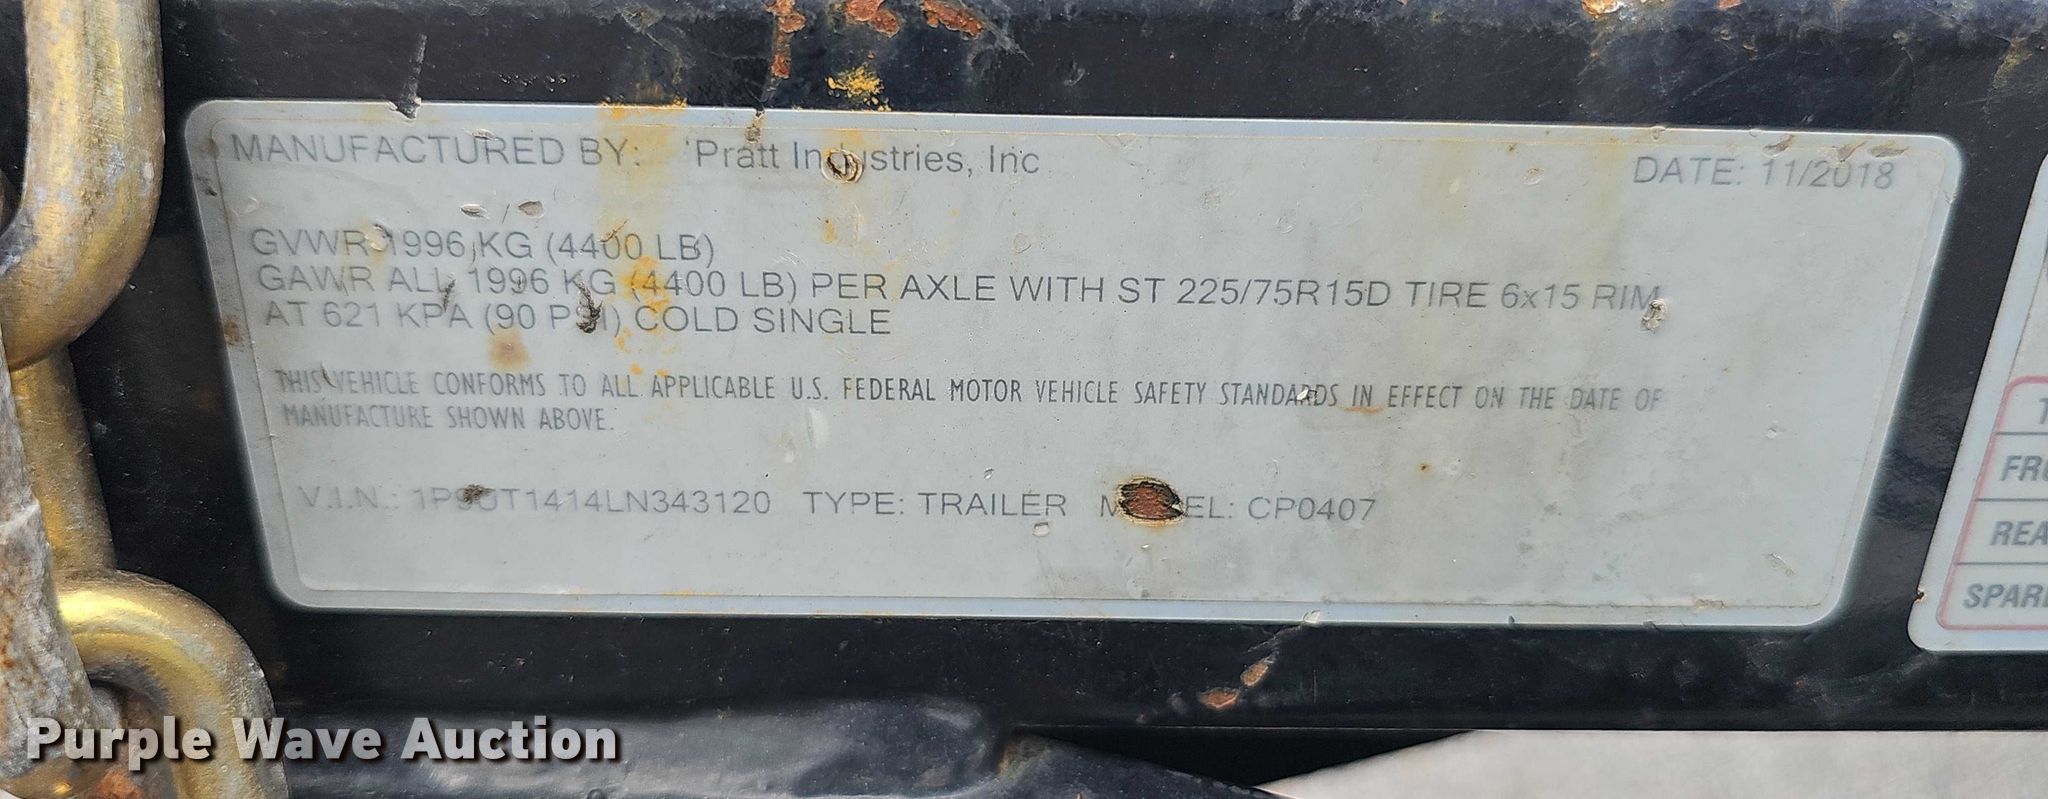 MANUFACTURED BY: Pratt Industries, Inc DATE: 11/2018
GVWR 1996 KG (4400 LB)
GAWR ALL 1996 KG (4400 LB) PER AXLE WITH ST 225/75R15D TIRE 6x15 RIM
AT 621 KPA (90 PSI) COLD SINGLE
THIS VEHICLE CONFORMS TO ALL APPLICABLE U.S. FEDERAL MOTOR VEHICLE SAFETY STANDARDS IN EFFECT ON THE DATE OF
MANUFACTURE SHOWN ABOVE.
V.I.N.: TYPE: TRAILER MODEL: CP0407
Purple Wave Auction